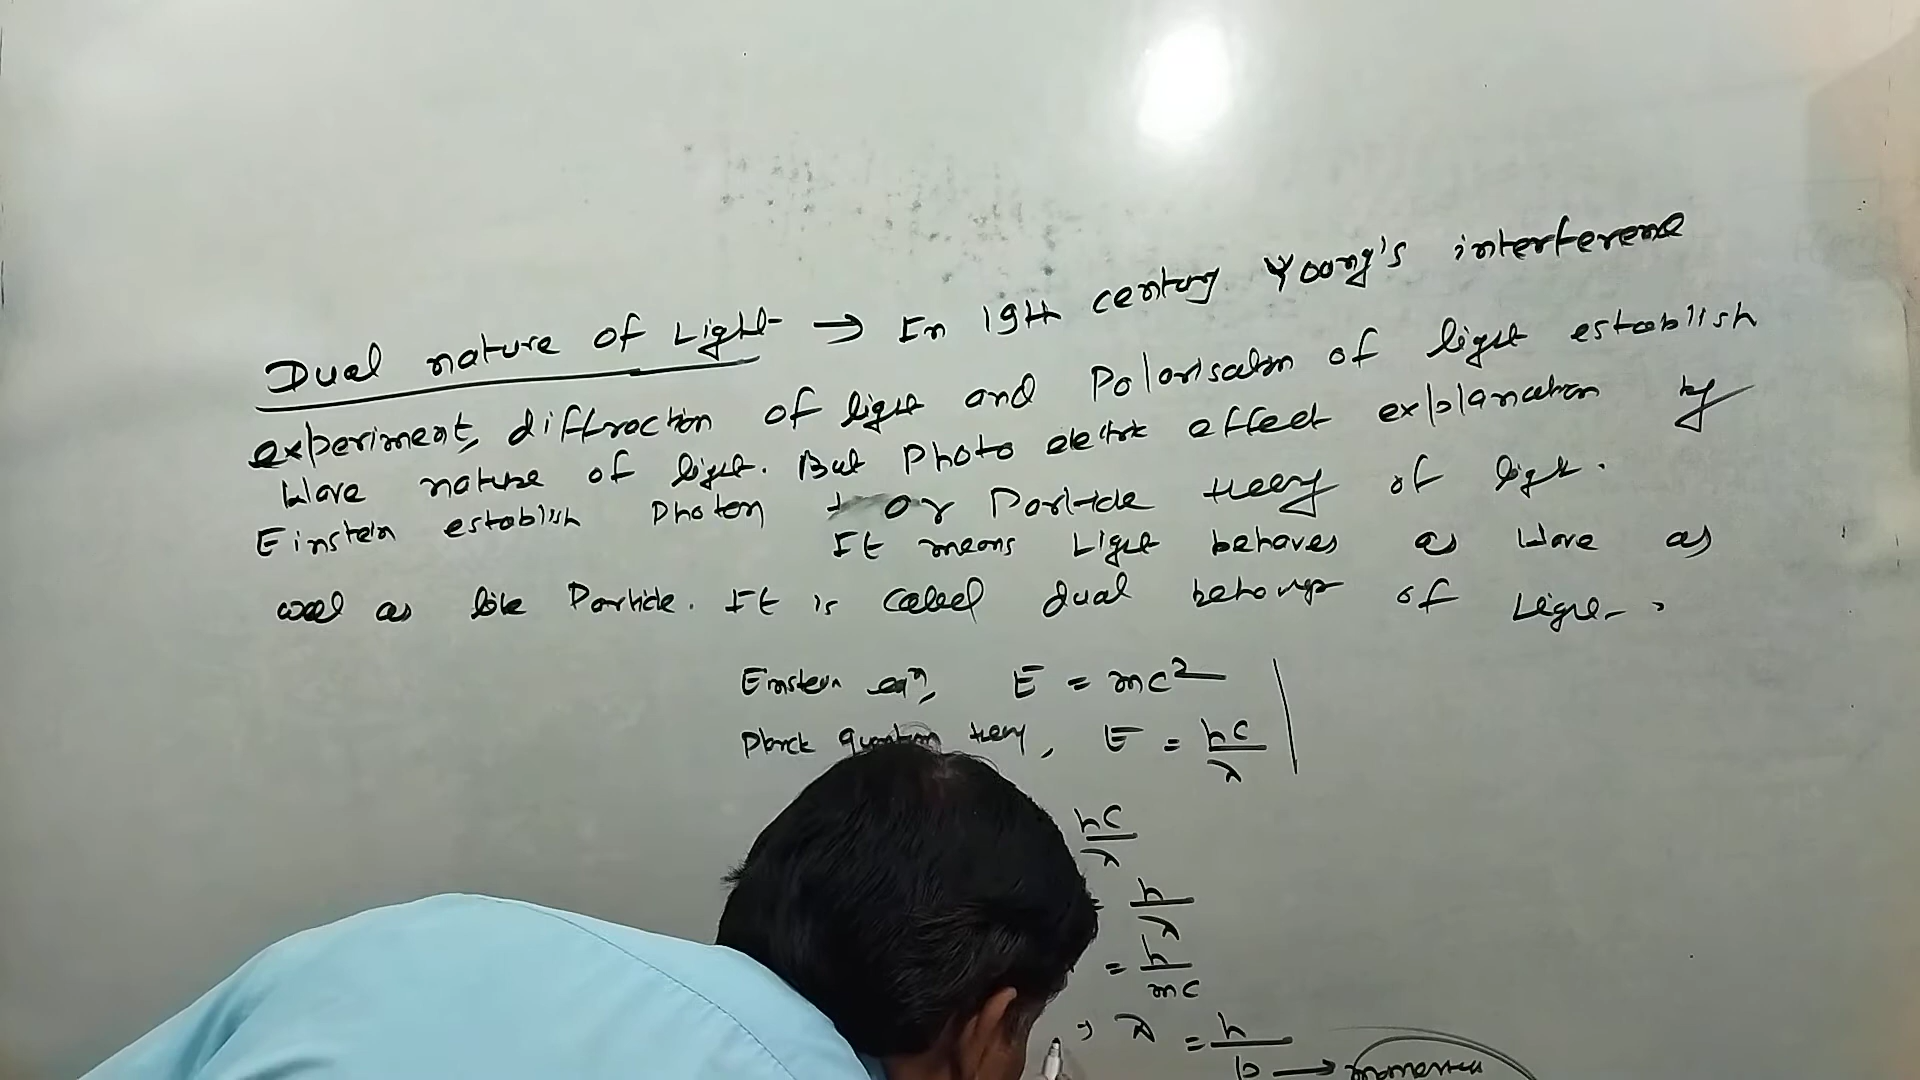 Dual nature of Light → In 19th century Young's interference
experiment, diffraction of light and Polarisation of light establish
Wave nature of light. But Photo electric effect explanation by
Einstein establish Photon or Particle theory of light.
It means Light behaves as Wave as
well as like Particle. It is called dual behaviour of Light.
Einstein eqn, E = mc²
Planck quantum theory, E = hc/λ
hc/λ
h/λ
= h/mc
⇒ λ = h/p → momentum